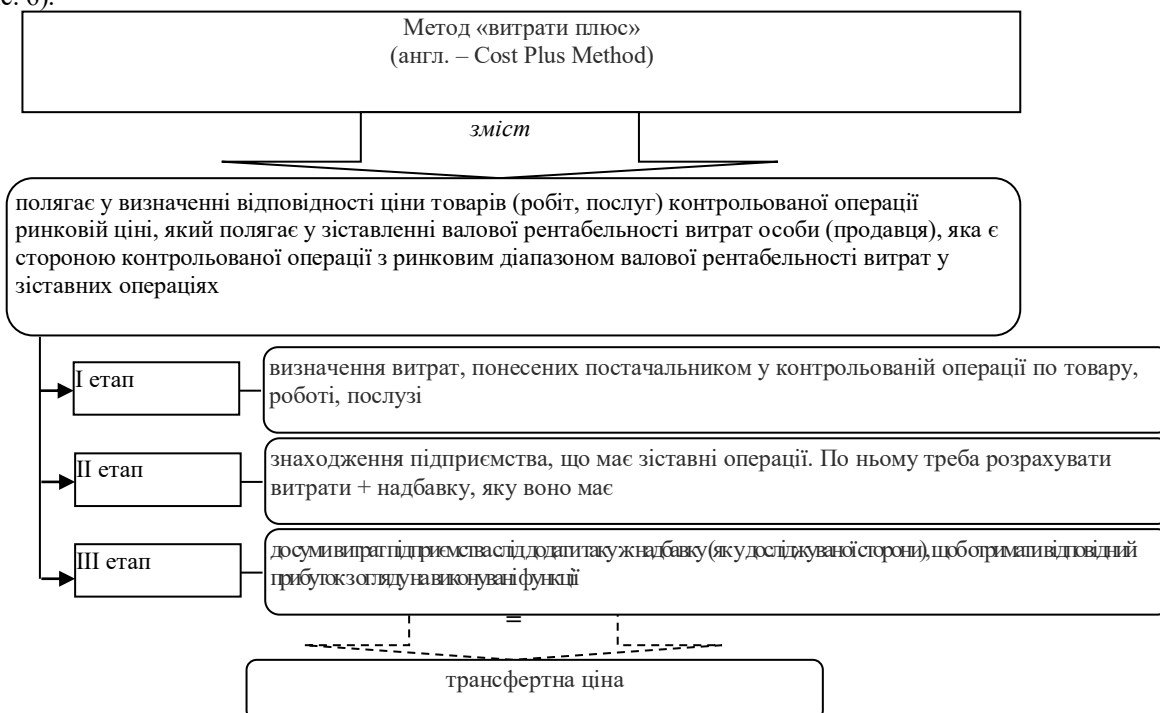 с. 6).
Метод «витрати плюс»
(англ. – Cost Plus Method)
зміст
полягає у визначенні відповідності ціни товарів (робіт, послуг) контрольованої операції
ринковій ціні, який полягає у зіставленні валової рентабельності витрат особи (продавця), яка є
стороною контрольованої операції з ринковим діапазоном валової рентабельності витрат у
зіставних операціях
І етап
визначення витрат, понесених постачальником у контрольованій операції по товару,
роботі, послузі
ІІ етап
знаходження підприємства, що має зіставні операції. По ньому треба розрахувати
витрати + надбавку, яку воно має
ІІІ етап
до суми витрат підприємства слід додати таку ж надбавку (як у досліджуваної сторони), щоб отримати відповідний
прибуток з огляду на виконувані функції
=
трансфертна ціна